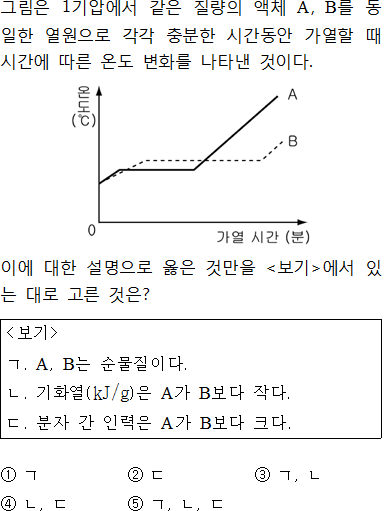 그림은 1기압에서 같은 질량의 액체 A, B를 동
일한 열원으로 각각 충분한 시간동안 가열할 때
시간에 따른 온도 변화를 나타낸 것이다.
온도(℃)
A
B
0
가열 시간 (분)
이에 대한 설명으로 옳은 것만을 <보기>에서 있
는 대로 고른 것은?
<보기>
ㄱ. A, B는 순물질이다.
ㄴ. 기화열(kJ/g)은 A가 B보다 작다.
ㄷ. 분자 간 인력은 A가 B보다 크다.
① ㄱ ② ㄷ ③ ㄱ, ㄴ
④ ㄴ, ㄷ ⑤ ㄱ, ㄴ, ㄷ